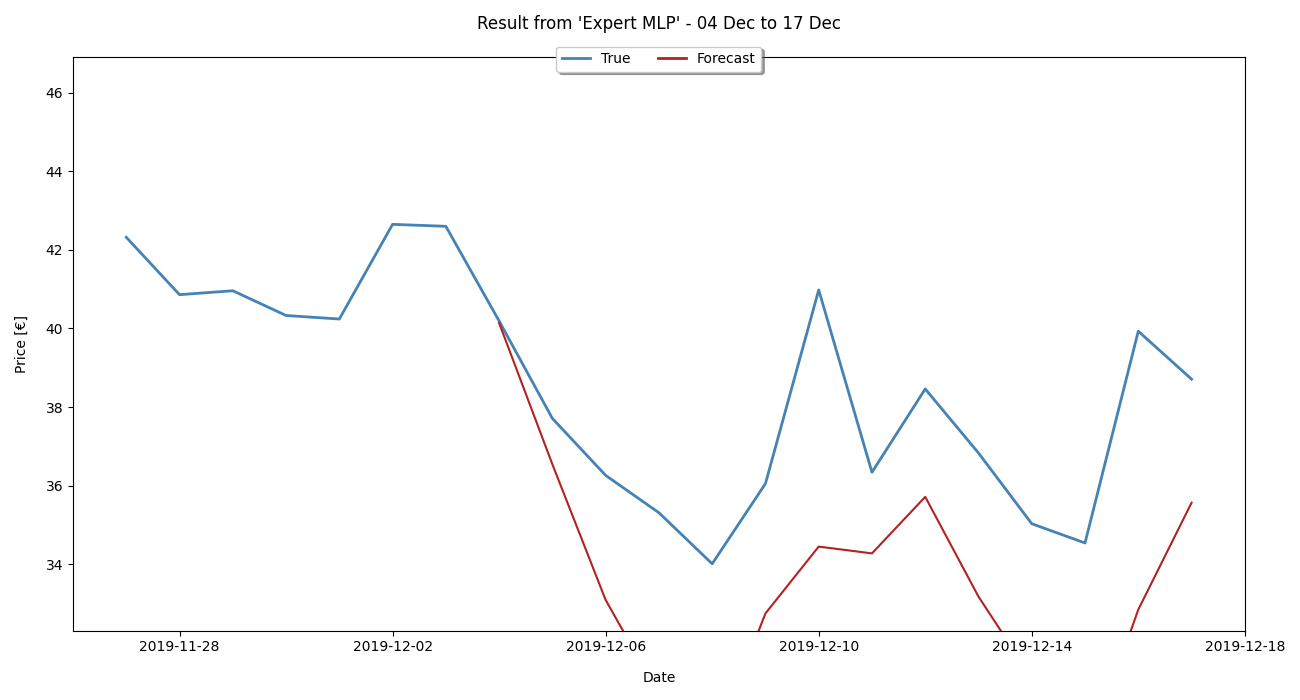 Result from 'Expert MLP' - 04 Dec to 17 Dec
True Forecast
46
44
42
40
38
36
34
Price [€]
2019-11-28 2019-12-02 2019-12-06 2019-12-10 2019-12-14 2019-12-18
Date